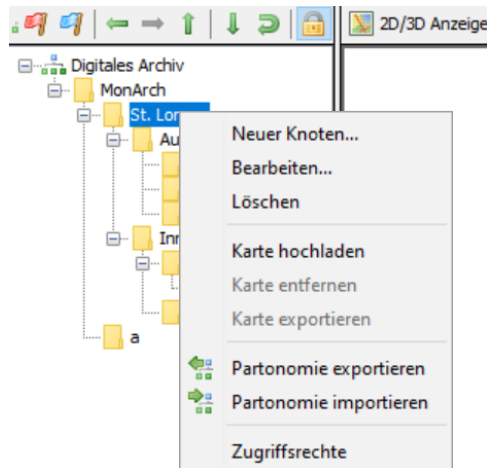 2D/3D Anzeige
Digitales Archiv
MonArch
St. Lor
Neuer Knoten...
Au
Bearbeiten...
Löschen
Inn
Karte hochladen
Karte entfernen
Karte exportieren
a
Partonomie exportieren
Partonomie importieren
Zugriffsrechte